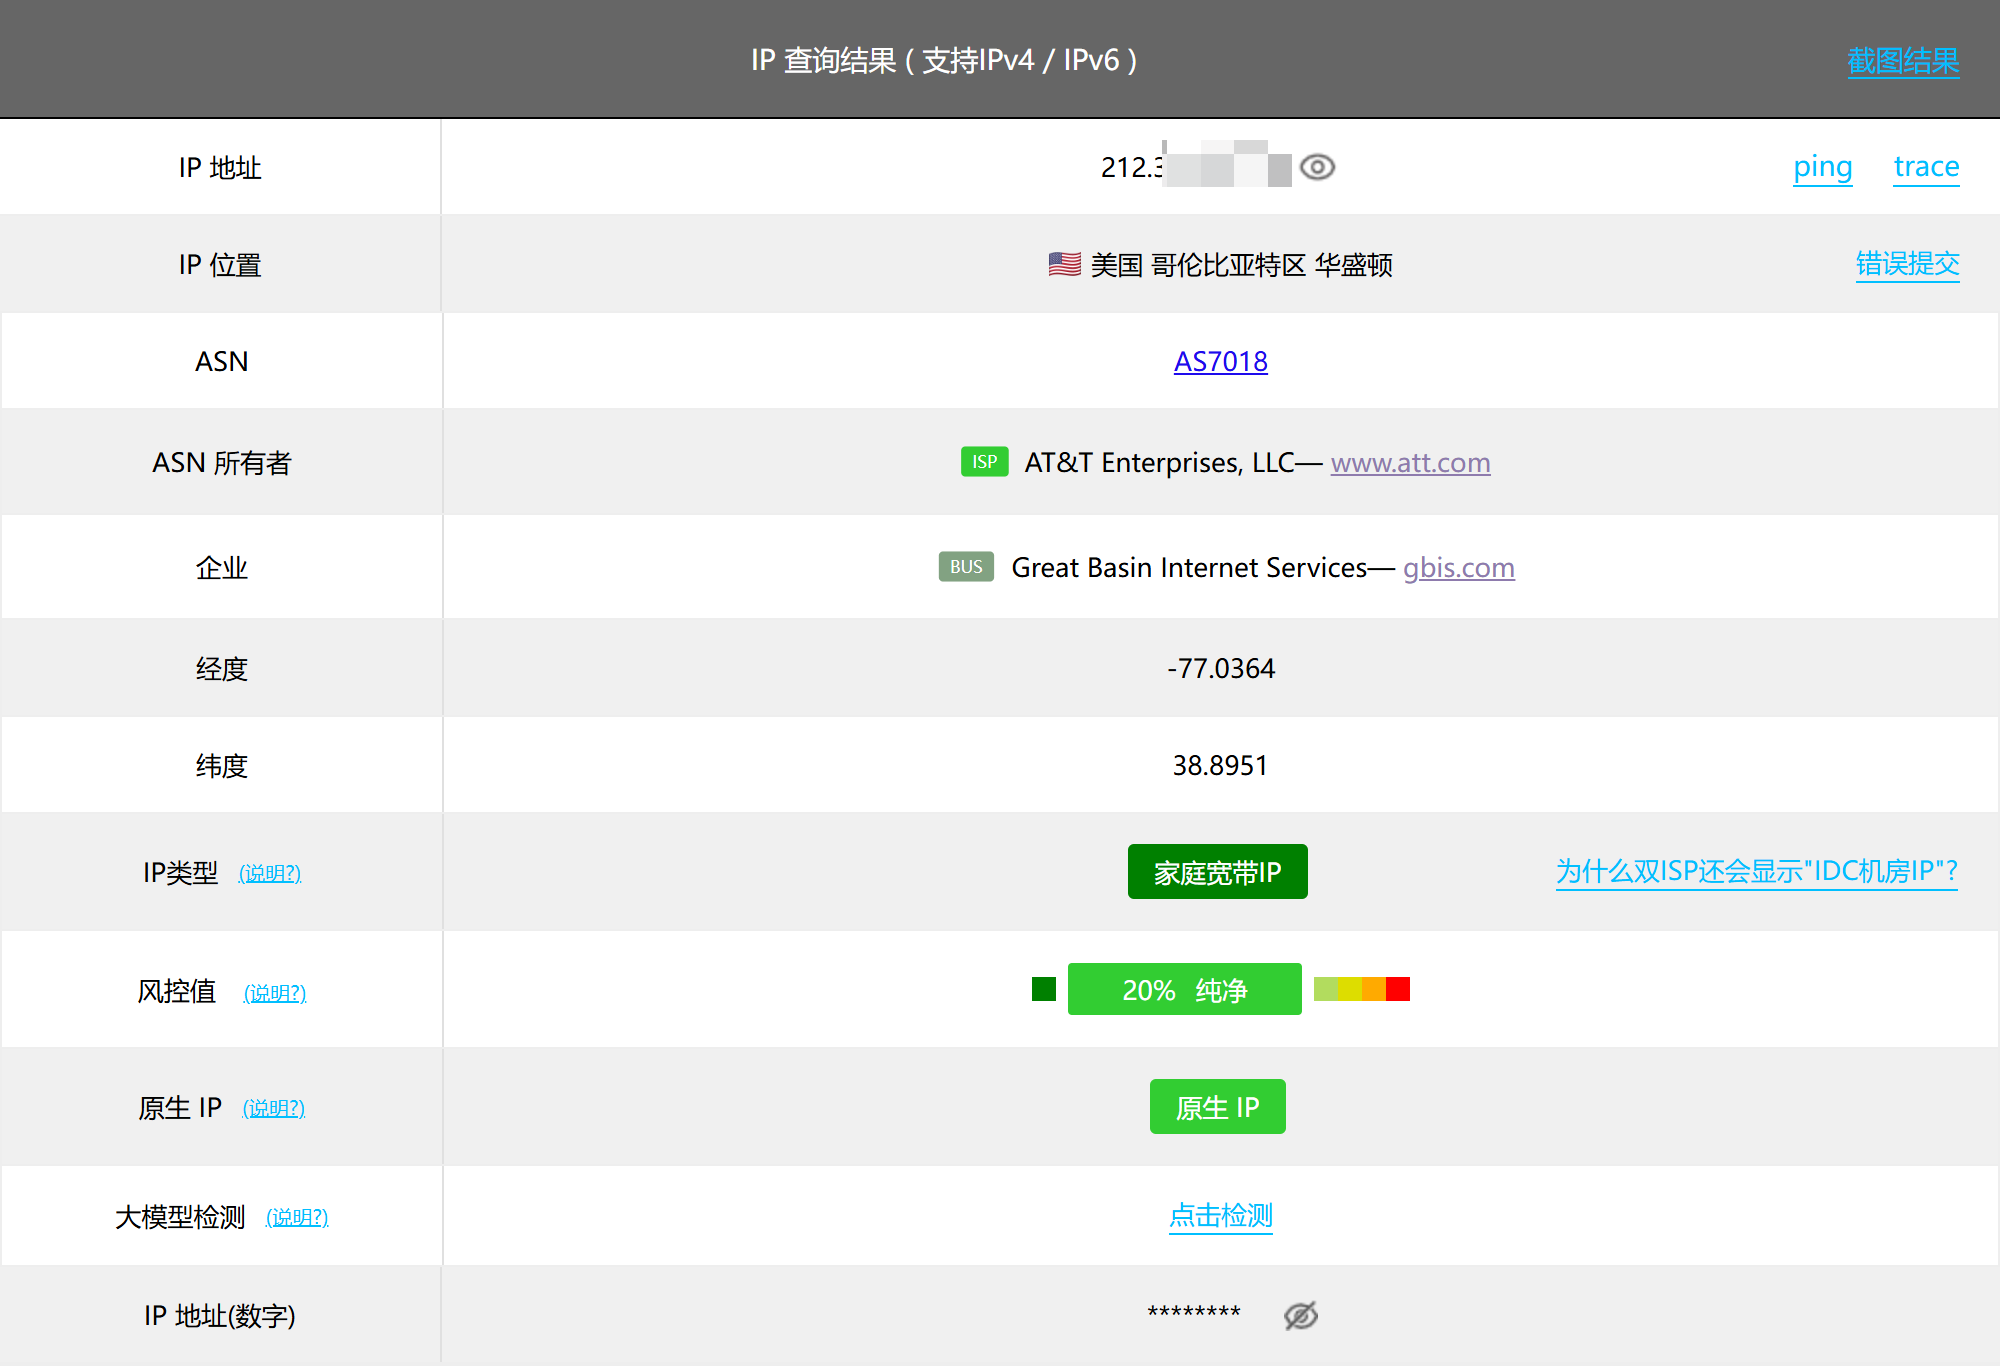 IP 查询结果 ( 支持IPv4 / IPv6 ) 截图结果
IP 地址 212.3 ping trace
IP 位置 美国 哥伦比亚特区 华盛顿 错误提交
ASN AS7018
ASN 所有者 ISP AT&T Enterprises, LLC— www.att.com
企业 BUS Great Basin Internet Services— gbis.com
经度 -77.0364
纬度 38.8951
IP类型 (说明?) 家庭宽带IP 为什么双ISP还会显示"IDC机房IP"?
风控值 (说明?) 20% 纯净
原生 IP (说明?) 原生 IP
大模型检测 (说明?) 点击检测
IP 地址(数字) ********